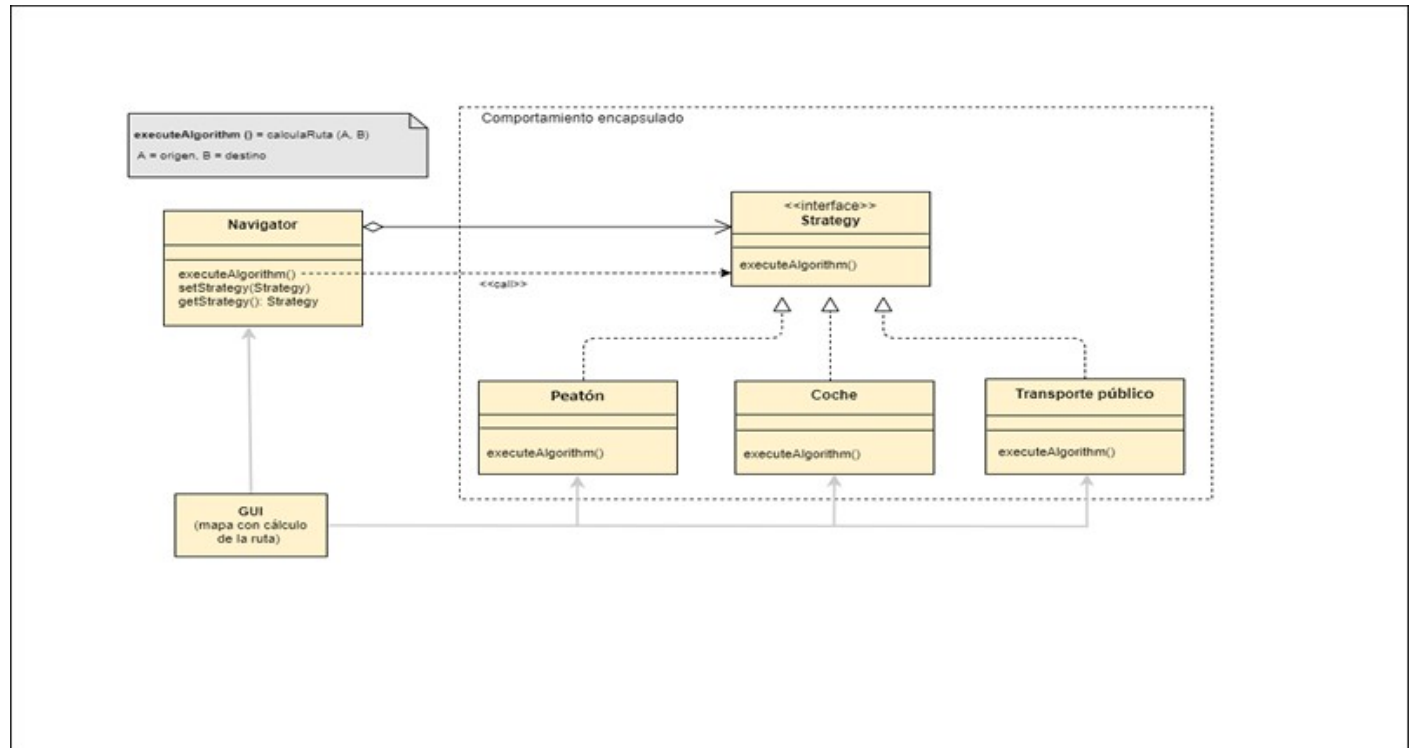 Comportamiento encapsulado
executeAlgorithm () = calculaRuta (A, B)
A = origen, B = destino
<<interface>>
Strategy
executeAlgorithm()
Navigator
executeAlgorithm()
setStrategy(Strategy)
getStrategy(): Strategy
<<call>>
Peatón
executeAlgorithm()
Coche
executeAlgorithm()
Transporte público
executeAlgorithm()
GUI
(mapa con cálculo
de la ruta)